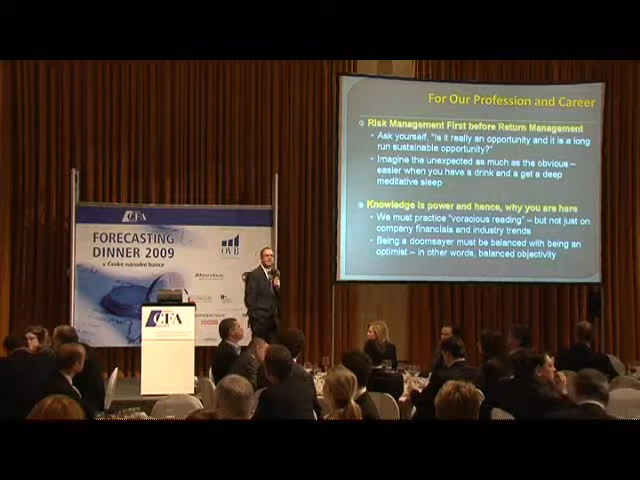 For Our Profession and Career
Risk Management First before Return Management
Ask yourself, "Is it really an opportunity and it is a long
run sustainable opportunity?"
Imagine the unexpected as much as the obvious –
easier when you have a drink and a get a deep
meditative sleep
Knowledge is power and hence, why you are here
We must practice "voracious reading" – but not just on
company financials and industry trends
Being a doomsayer must be balanced with being an
optimist – in other words, balanced objectivity
CFA
FORECASTING
DINNER 2009
v České národní bance
OVB
CFA